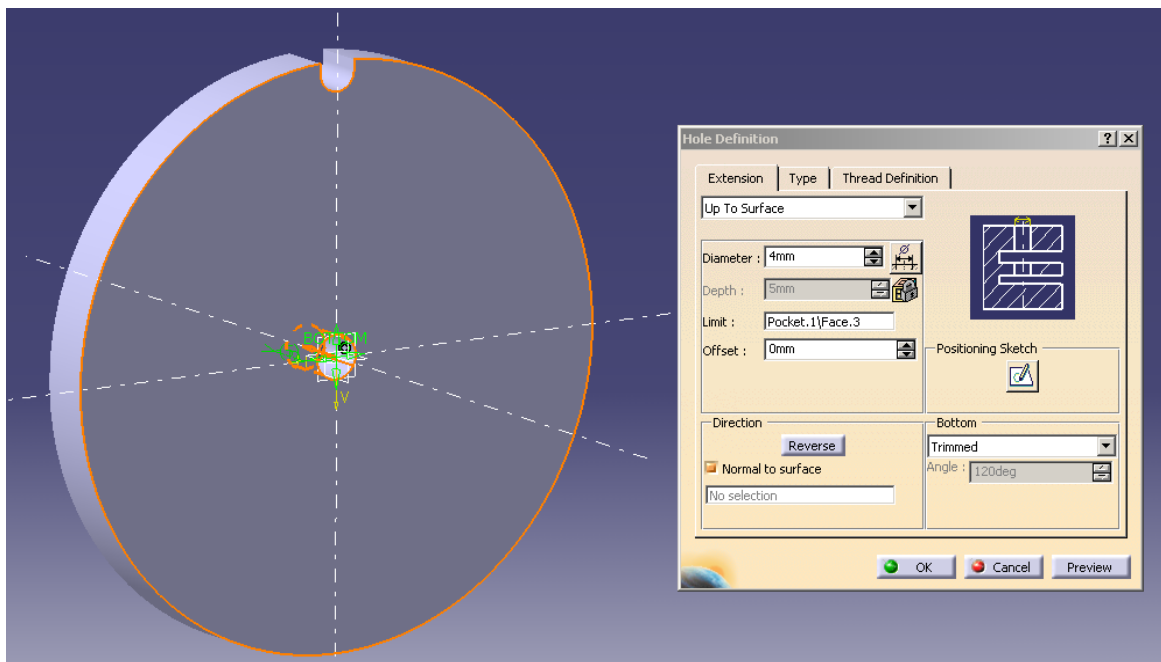 Hole Definition
? X
Extension Type Thread Definition
Up To Surface
Diameter : 4mm
Depth : 5mm
Limit : Pocket.1\Face.3
Offset : 0mm
Positioning Sketch
Direction
Reverse
Normal to surface
No selection
Bottom
Trimmed
Angle : 120deg
OK Cancel Preview
V